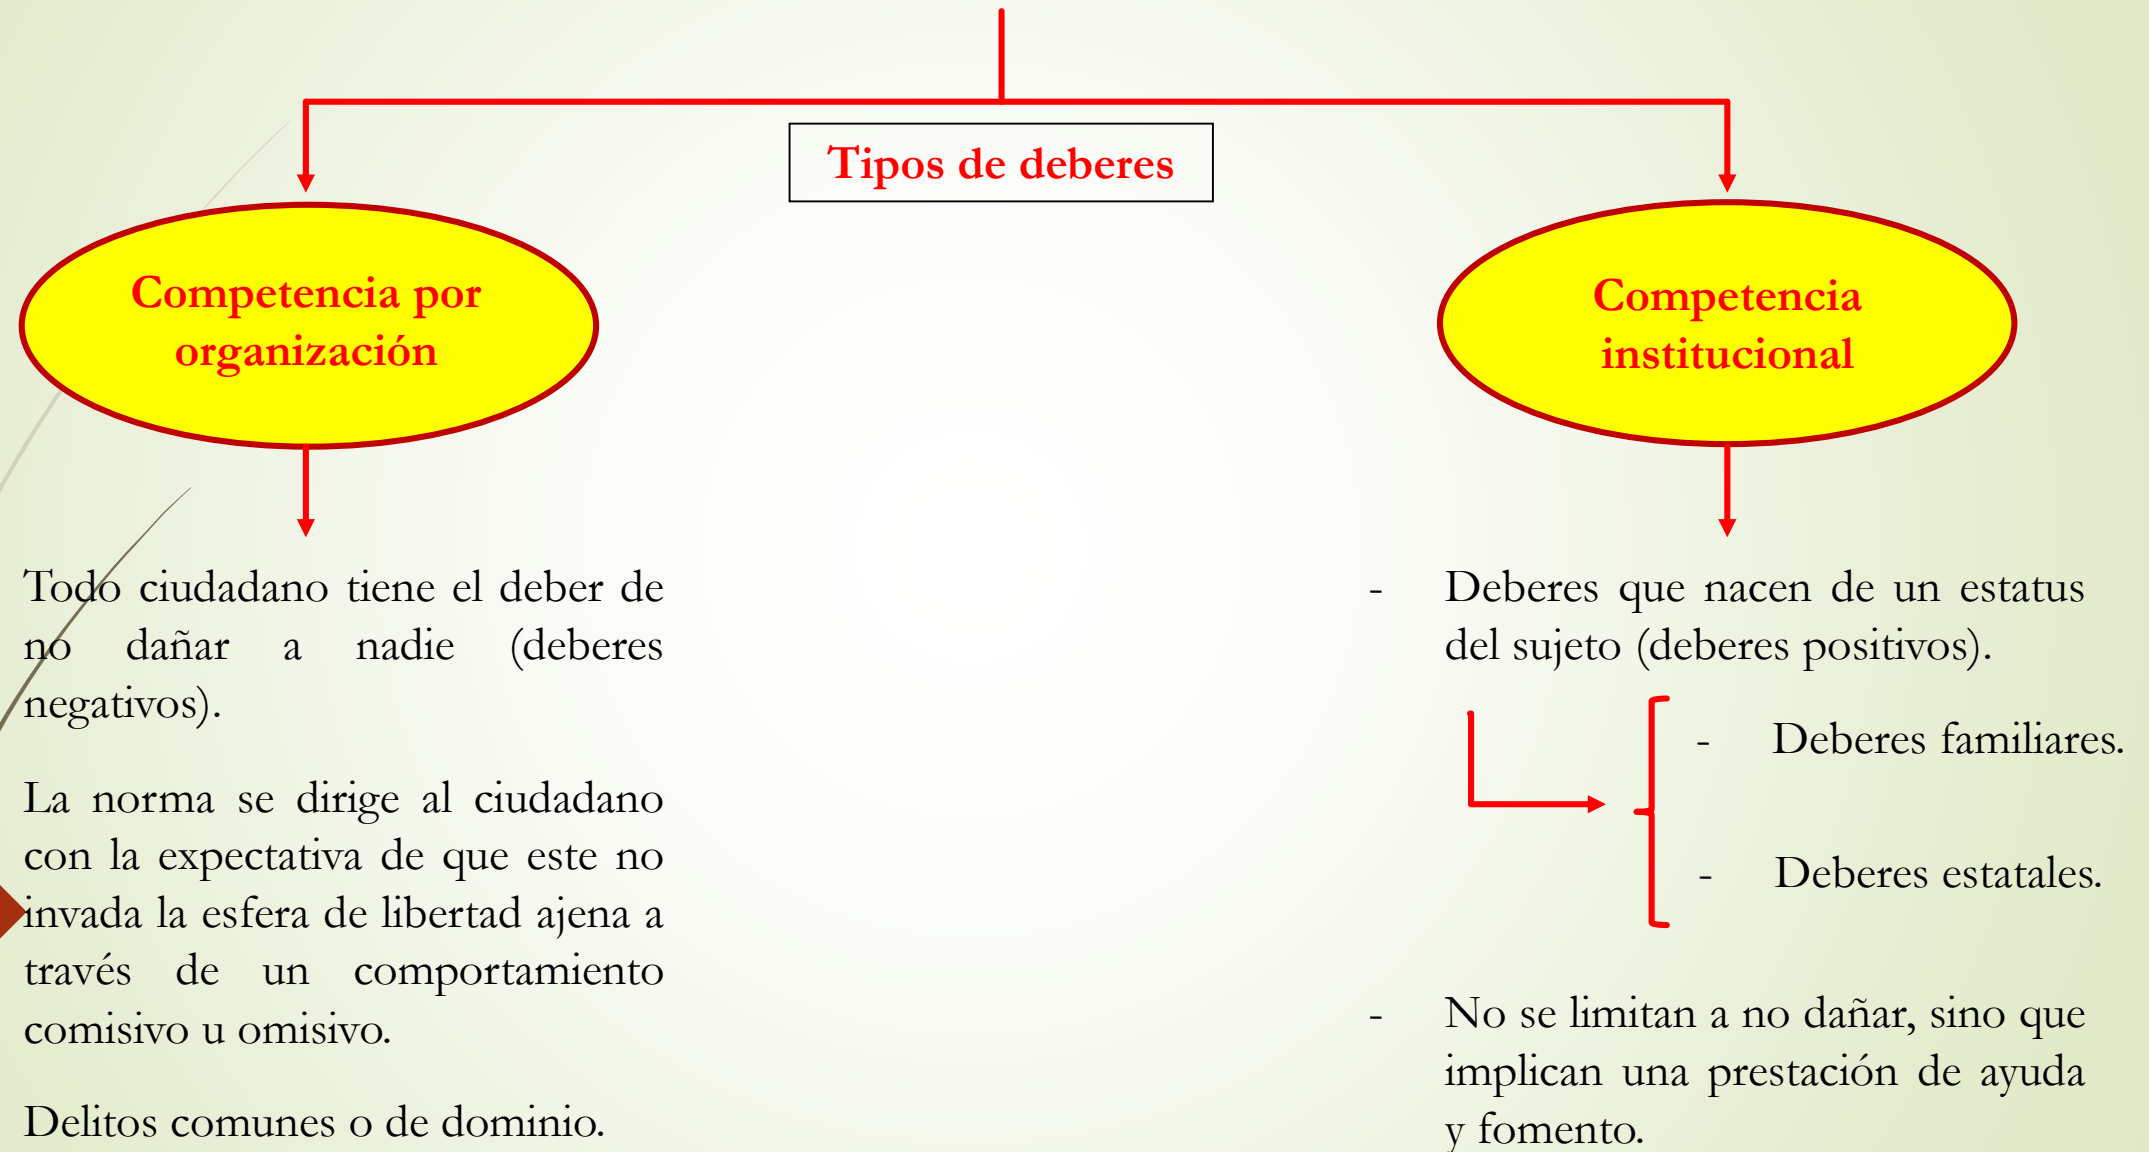 Tipos de deberes
Competencia por
organización
Todo ciudadano tiene el deber de
no dañar a nadie (deberes
negativos).
La norma se dirige al ciudadano
con la expectativa de que este no
invada la esfera de libertad ajena a
través de un comportamiento
comisivo u omisivo.
Delitos comunes o de dominio.
Competencia
institucional
- Deberes que nacen de un estatus
del sujeto (deberes positivos).
- Deberes familiares.
- Deberes estatales.
- No se limitan a no dañar, sino que
implican una prestación de ayuda
y fomento.